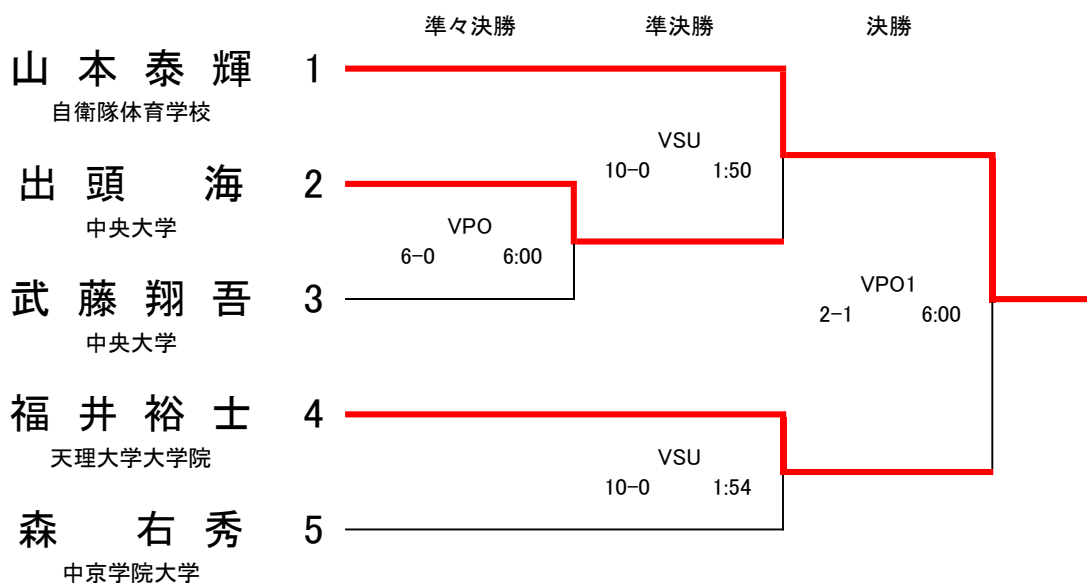 準々決勝 準決勝 決勝
山本泰輝 1
自衛隊体育学校
VSU
10-0 1:50
出頭 海 2
中央大学
VPO
6-0 6:00
武藤翔吾 3
中央大学
VPO1
2-1 6:00
福井裕士 4
天理大学大学院
VSU
10-0 1:54
森 右秀 5
中京学院大学